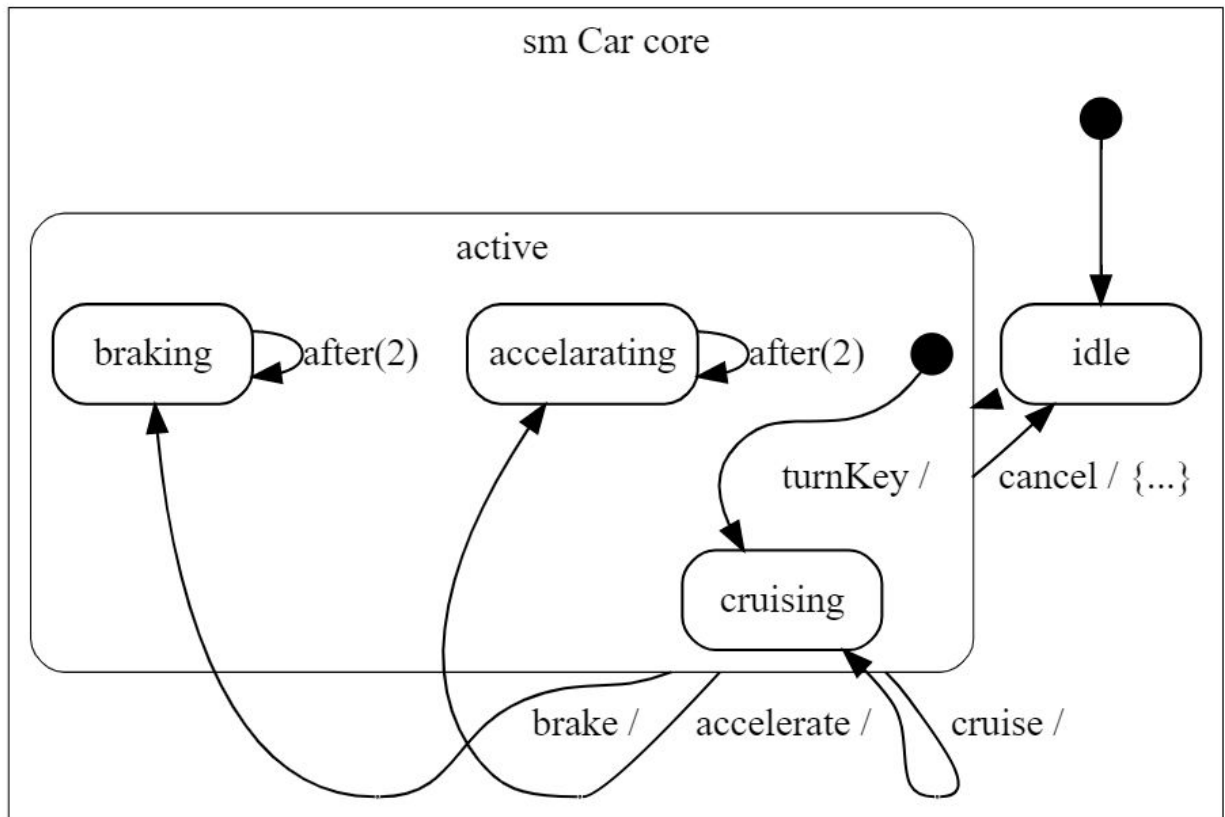 sm Car core
active
braking
after(2)
accelarating
after(2)
idle
turnKey /
cancel / {...}
cruising
brake /
accelerate /
cruise /